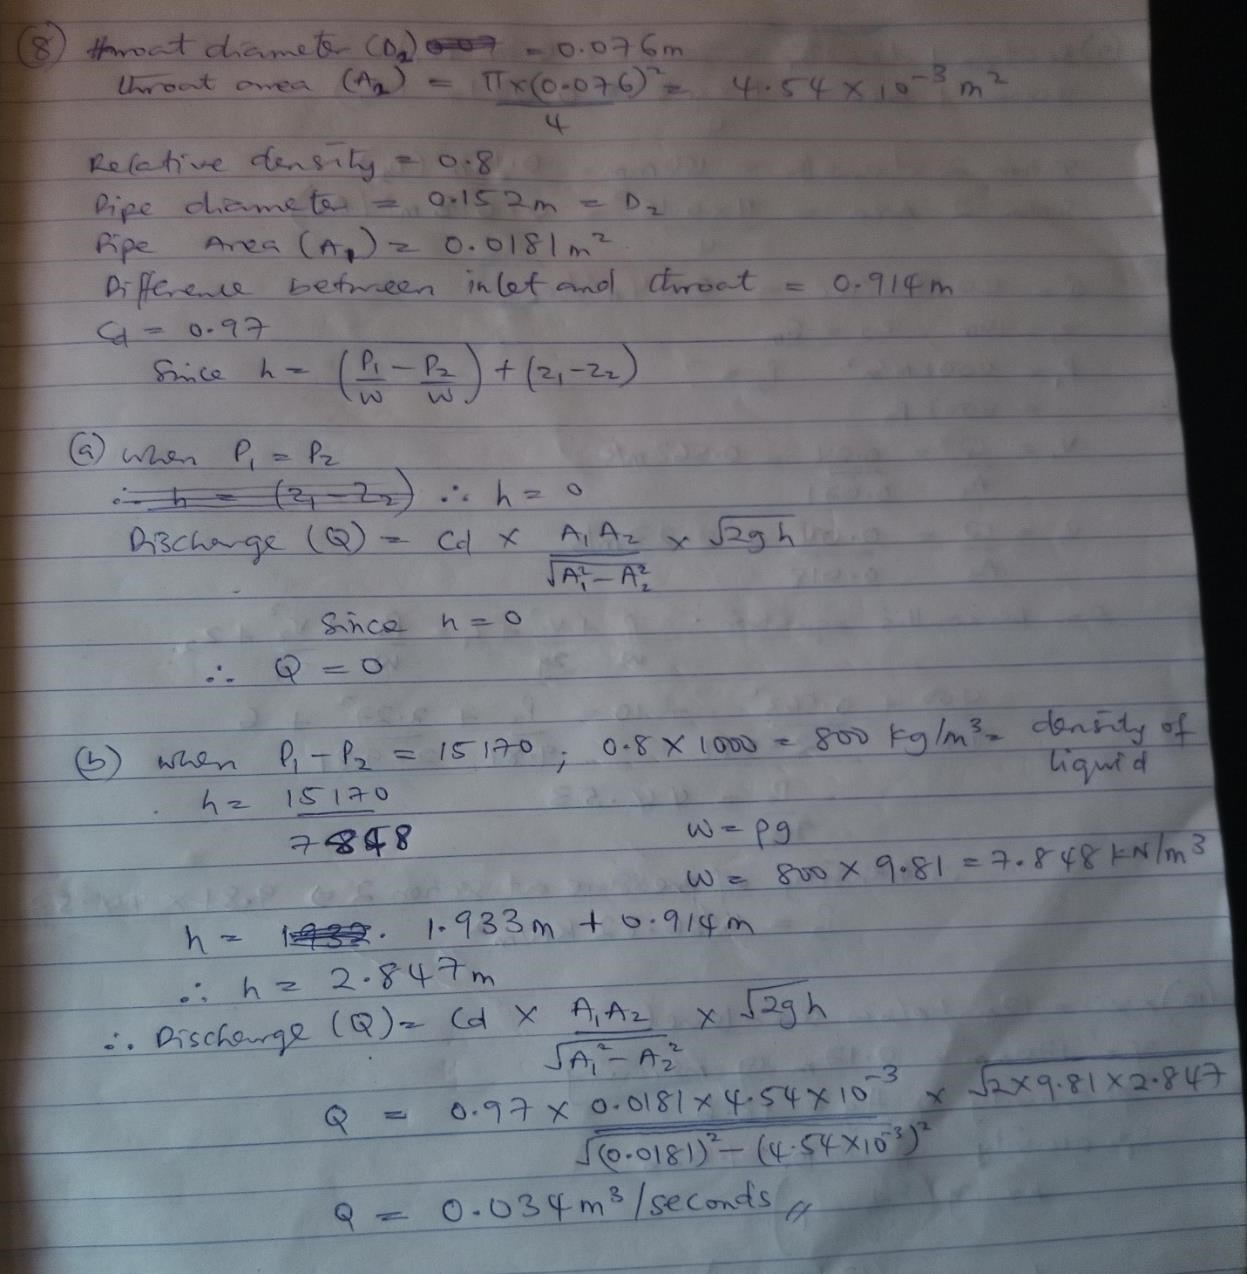 (8) throat diameter (D2) = 0.076m
throat area (A2) = π×(0.076)² / 4 = 4.54 × 10⁻³ m²
Relative density = 0.8
Pipe diameter = 0.152m = D2
Pipe Area (A1) = 0.0181m²
Difference between inlet and throat = 0.914m
Cd = 0.97
Since h = (P1/w - P2/w) + (z1-z2)
(a) when P1 = P2
∴ h = (z1-z2) ∴ h = 0
Discharge (Q) = Cd × A1A2 / √(A1² - A2²) × √2gh
Since h = 0
∴ Q = 0
(b) when P1 - P2 = 15170 ; 0.8 × 1000 = 800 kg/m³ = density of liquid
h = 15170 / 7848
w = ρg
w = 800 × 9.81 = 7.848 kN/m³
h = 1.933m + 0.914m
∴ h = 2.847m
∴ Discharge (Q) = Cd × A1A2 / √(A1² - A2²) × √2gh
Q = 0.97 × 0.0181 × 4.54 × 10⁻³ / √((0.0181)² - (4.54×10⁻³)²) × √2×9.81×2.847
Q = 0.034m³/seconds //